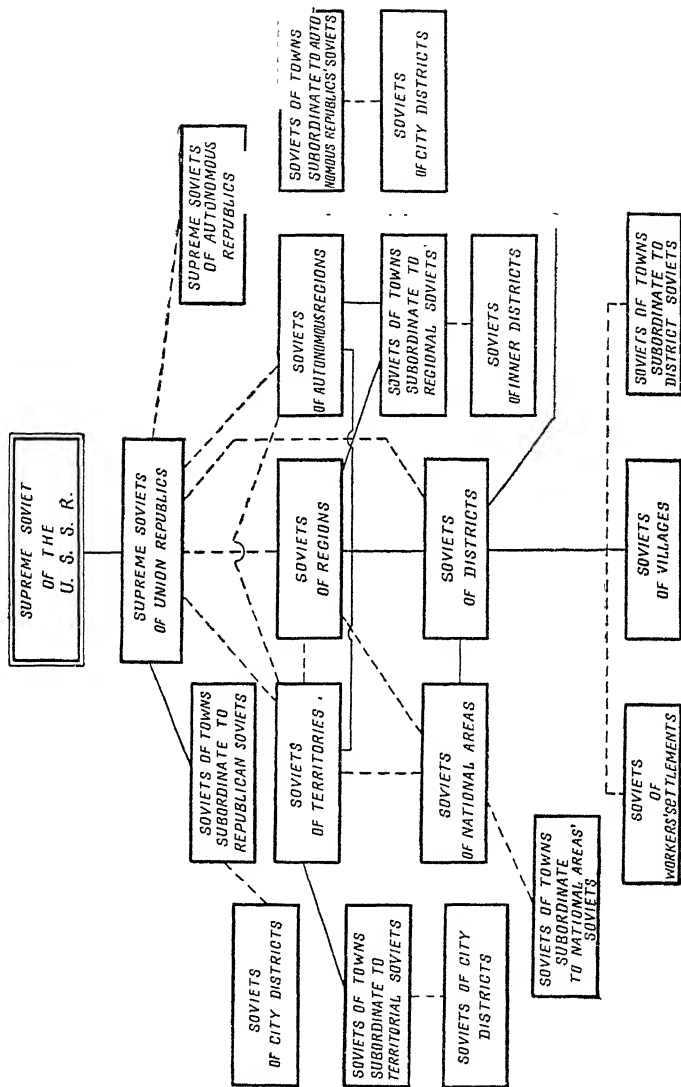 SUPREME SOVIET
OF THE
U. S. S. R.
SUPREME SOVIETS
OF UNION REPUBLICS
SUPREME SOVIETS
OF AUTONOMOUS
REPUBLICS
SOVIETS OF TOWNS
SUBORDINATE TO
REPUBLICAN SOVIETS
SOVIETS
OF CITY DISTRICTS
SOVIETS
OF TERRITORIES
SOVIETS
OF REGIONS
SOVIETS
OF AUTONOMOUS REGIONS
SOVIETS OF TOWNS
SUBORDINATE TO AUTO
NOMOUS REPUBLICS' SOVIETS
SOVIETS OF TOWNS
SUBORDINATE TO
TERRITORIAL SOVIETS
SOVIETS
OF NATIONAL AREAS
SOVIETS
OF DISTRICTS
SOVIETS OF TOWNS
SUBORDINATE TO
REGIONAL SOVIETS'
SOVIETS
OF CITY DISTRICTS
SOVIETS OF CITY
DISTRICTS
SOVIETS
OF INNER DISTRICTS
SOVIETS OF TOWNS
SUBORDINATE
TO NATIONAL AREAS'
SOVIETS
SOVIETS
OF
WORKERS' SETTLEMENTS
SOVIETS
OF VILLAGES
SOVIETS OF TOWNS
SUBORDINATE TO
DISTRICT SOVIETS